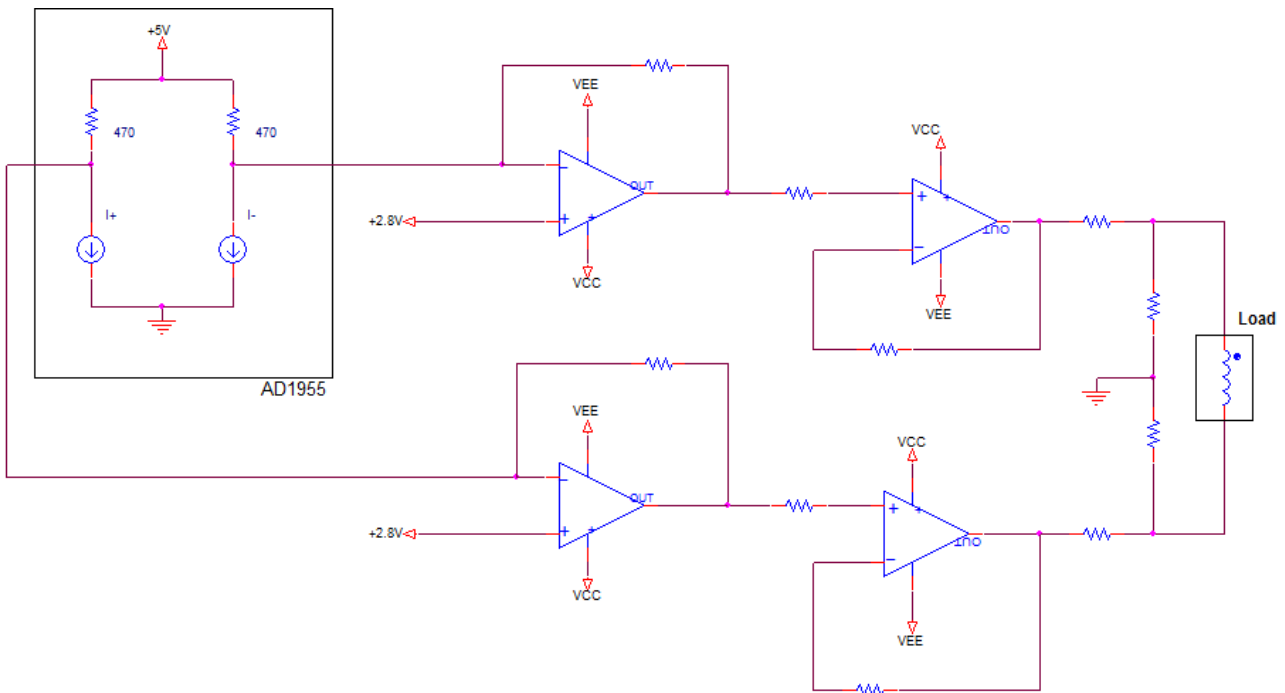 +5V
470
470
I+
I-
AD1955
VEE
OUT
+2.8V
VCC
VCC
OUT
VEE
VEE
OUT
+2.8V
VCC
VCC
OUT
VEE
Load